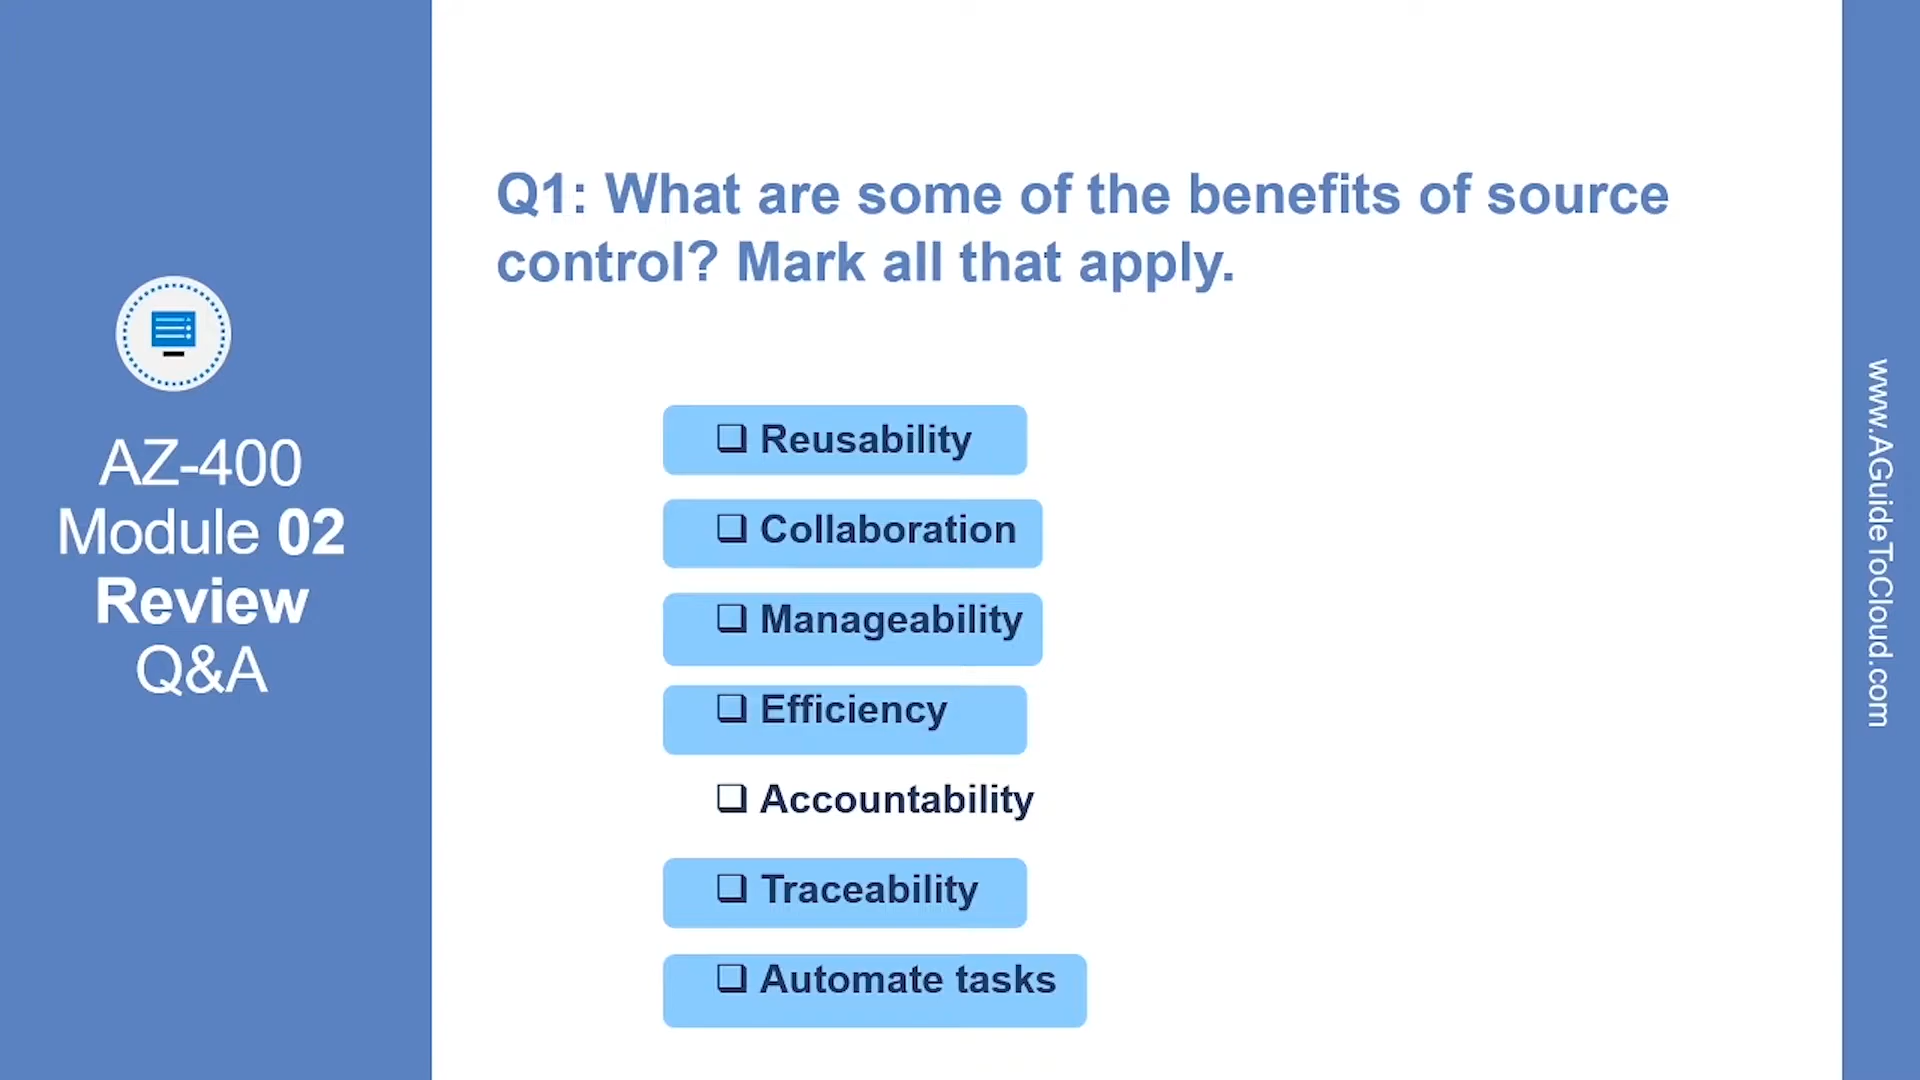 AZ-400
Module 02
Review
Q&A
Q1: What are some of the benefits of source
control? Mark all that apply.
❑ Reusability
❑ Collaboration
❑ Manageability
❑ Efficiency
❑ Accountability
❑ Traceability
❑ Automate tasks
www.AGuideToCloud.com